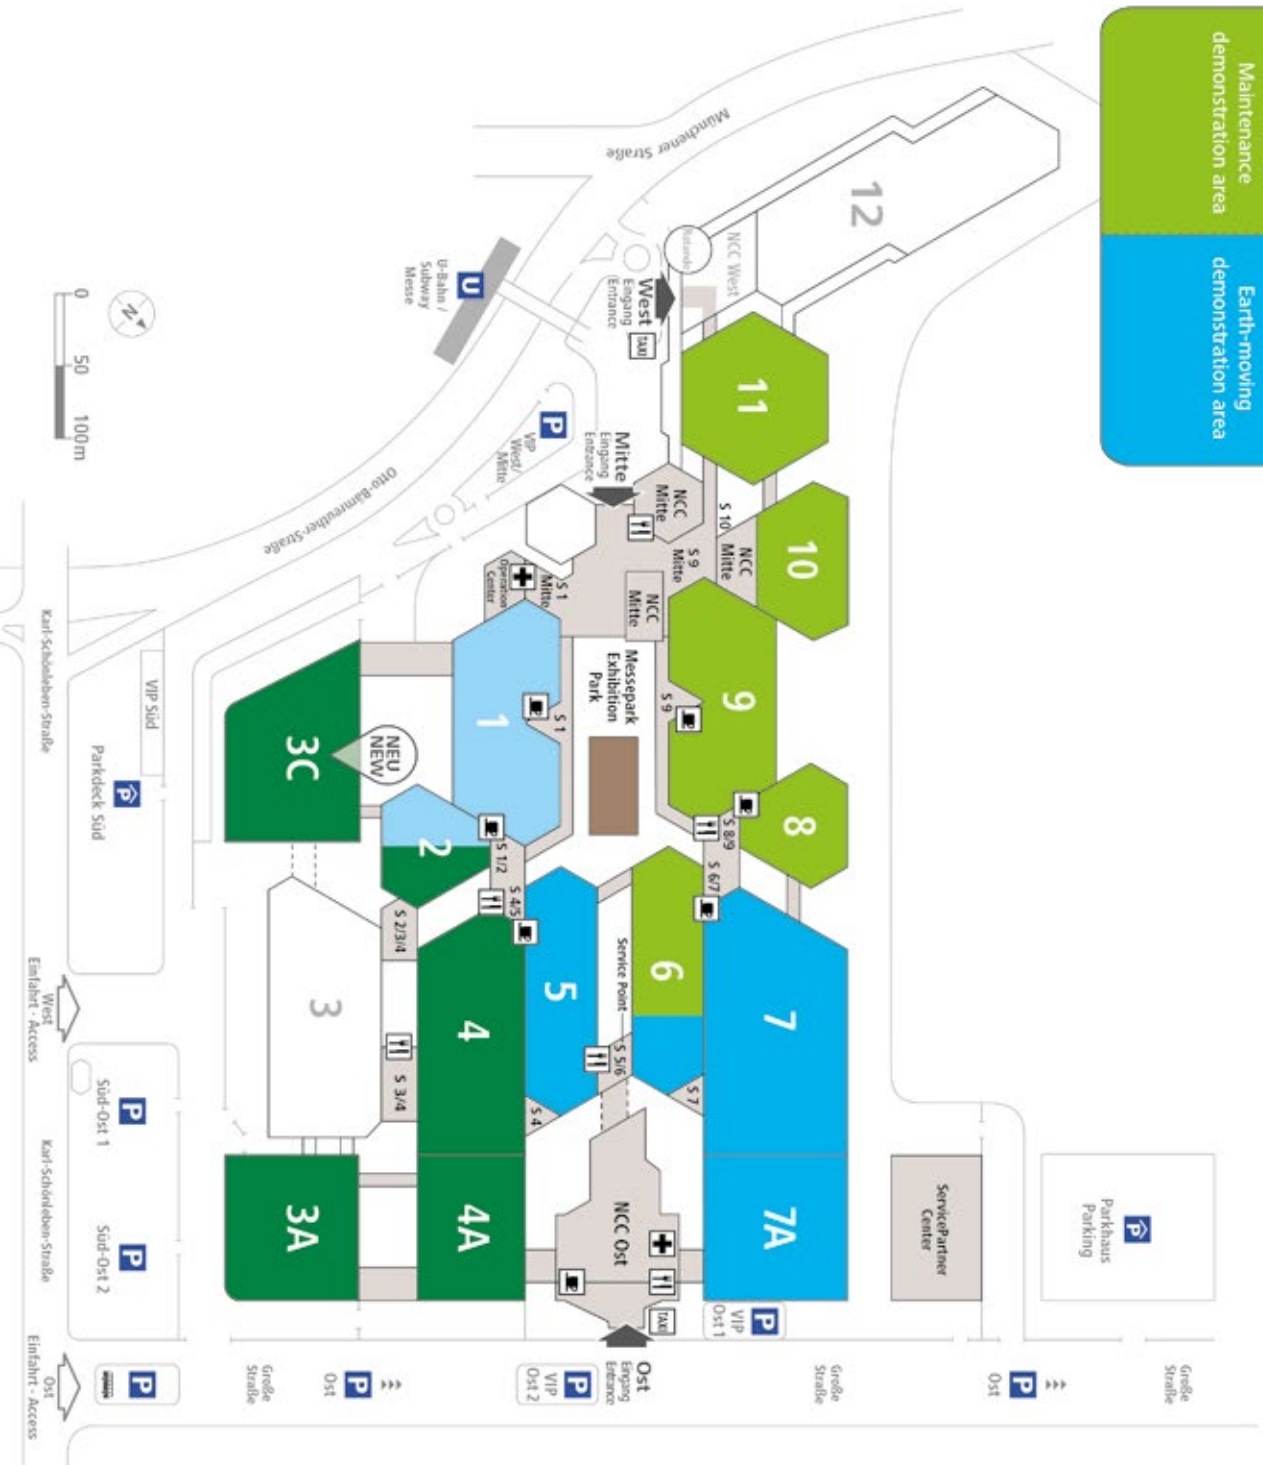 Maintenance
demonstration area
Earth-moving
demonstration area
12
Münchener Straße
NCC West
Rotunde
West
Eingang
Entrance
TAXI
U
U-Bahn /
Subway
Messe
N
0
50
100m
11
P
VIP
West/
Mitte
Mitte
Eingang
Entrance
NCC
Mitte
S 10
NCC
Mitte
10
S 9
Mitte
Otto-Bämreuther-Straße
S 1
Mitte
Operation
Center
NCC
Mitte
Karl-Schönleben-Straße
VIP Süd
Parkdeck Süd
P
3C
NEU
NEW
1
S 1
Messepark
Exhibition
Park
S 9
9
8
2
S 1/2
S 8/9
S 6/7
S 4/5
S 2/3/4
West
Einfahrt · Access
3
4
5
Service Point
6
7
S 3/4
S 5/6
S 4
S 7
P
Süd-Ost 1
Karl-Schönleben-Straße
P
Süd-Ost 2
3A
4A
NCC Ost
7A
ServicePartner
Center
P
Parkhaus
Parking
TAXI
P
VIP
Ost 1
Ost
Einfahrt · Access
P
Große
Straße
P
Ost
P
VIP
Ost 2
Ost
Eingang
Entrance
Große
Straße
P
Ost
Große
Straße